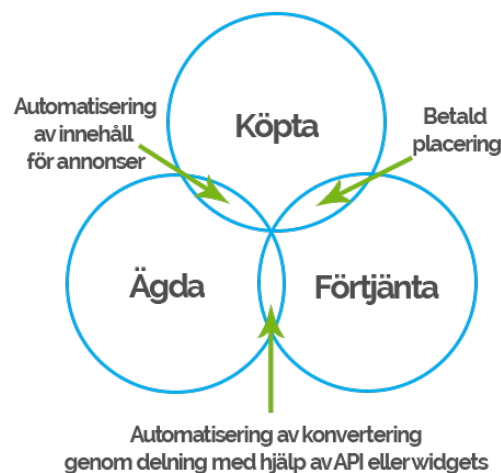 Automatisering
av innehåll
för annonser
Köpta
Betald
placering
Ägda
Förtjänta
Automatisering av konvertering
genom delning med hjälp av API eller widgets